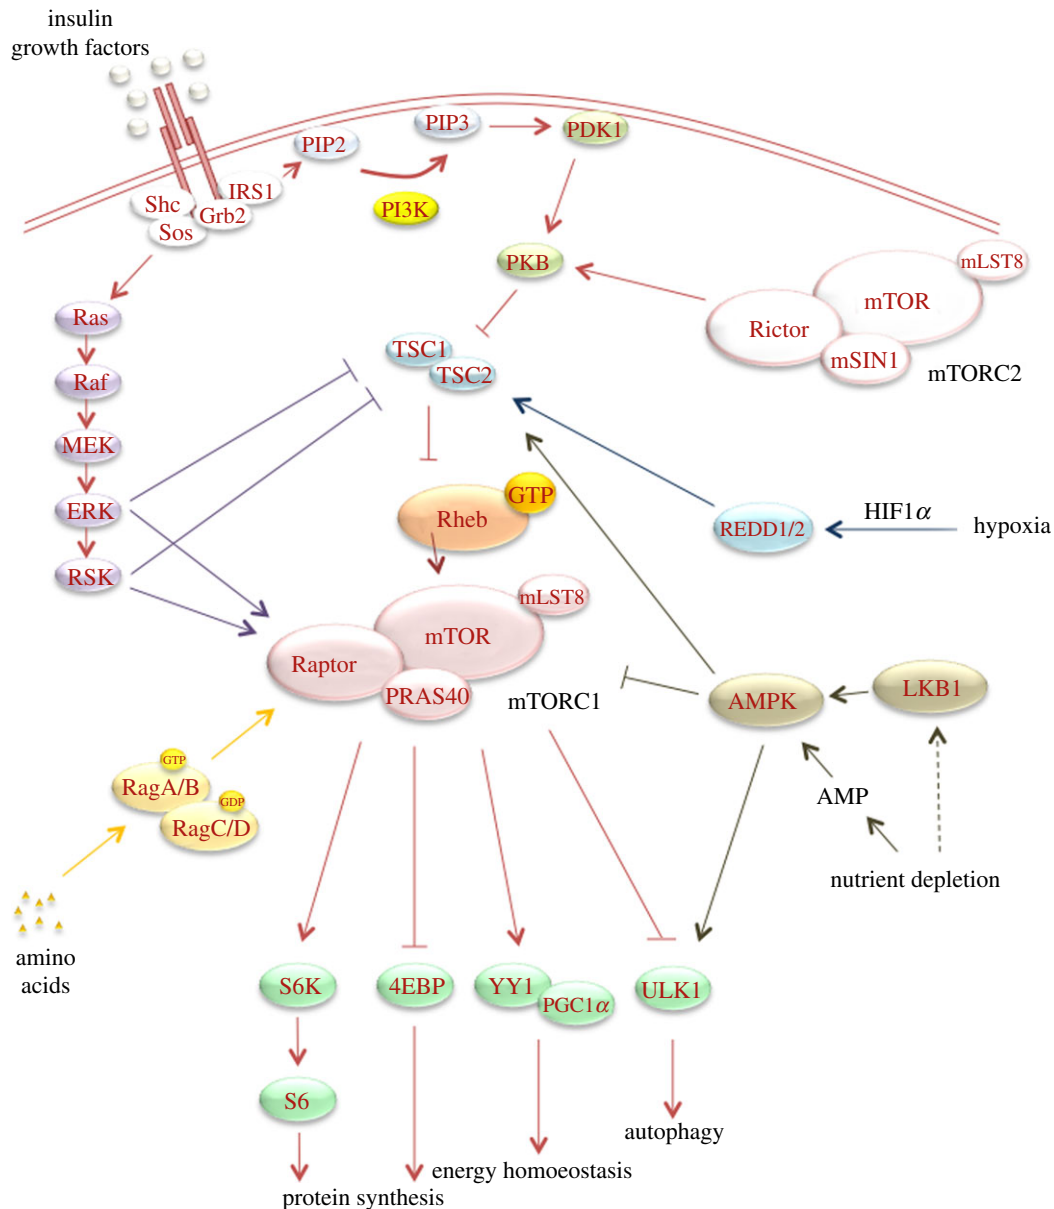 insulin
growth factors
PIP3
PDK1
PIP2
IRS1
Shc
Grb2
PI3K
Sos
PKB
mLST8
mTOR
Ras
Rictor
TSC1
mSIN1
TSC2
mTORC2
Raf
MEK
GTP
ERK
Rheb
HIF1α
REDD1/2
hypoxia
RSK
mLST8
mTOR
Raptor
PRAS40
mTORC1
AMPK
LKB1
GTP
RagA/B
GDP
RagC/D
AMP
nutrient depletion
amino
acids
S6K
4EBP
YY1
PGC1α
ULK1
S6
autophagy
energy homoeostasis
protein synthesis